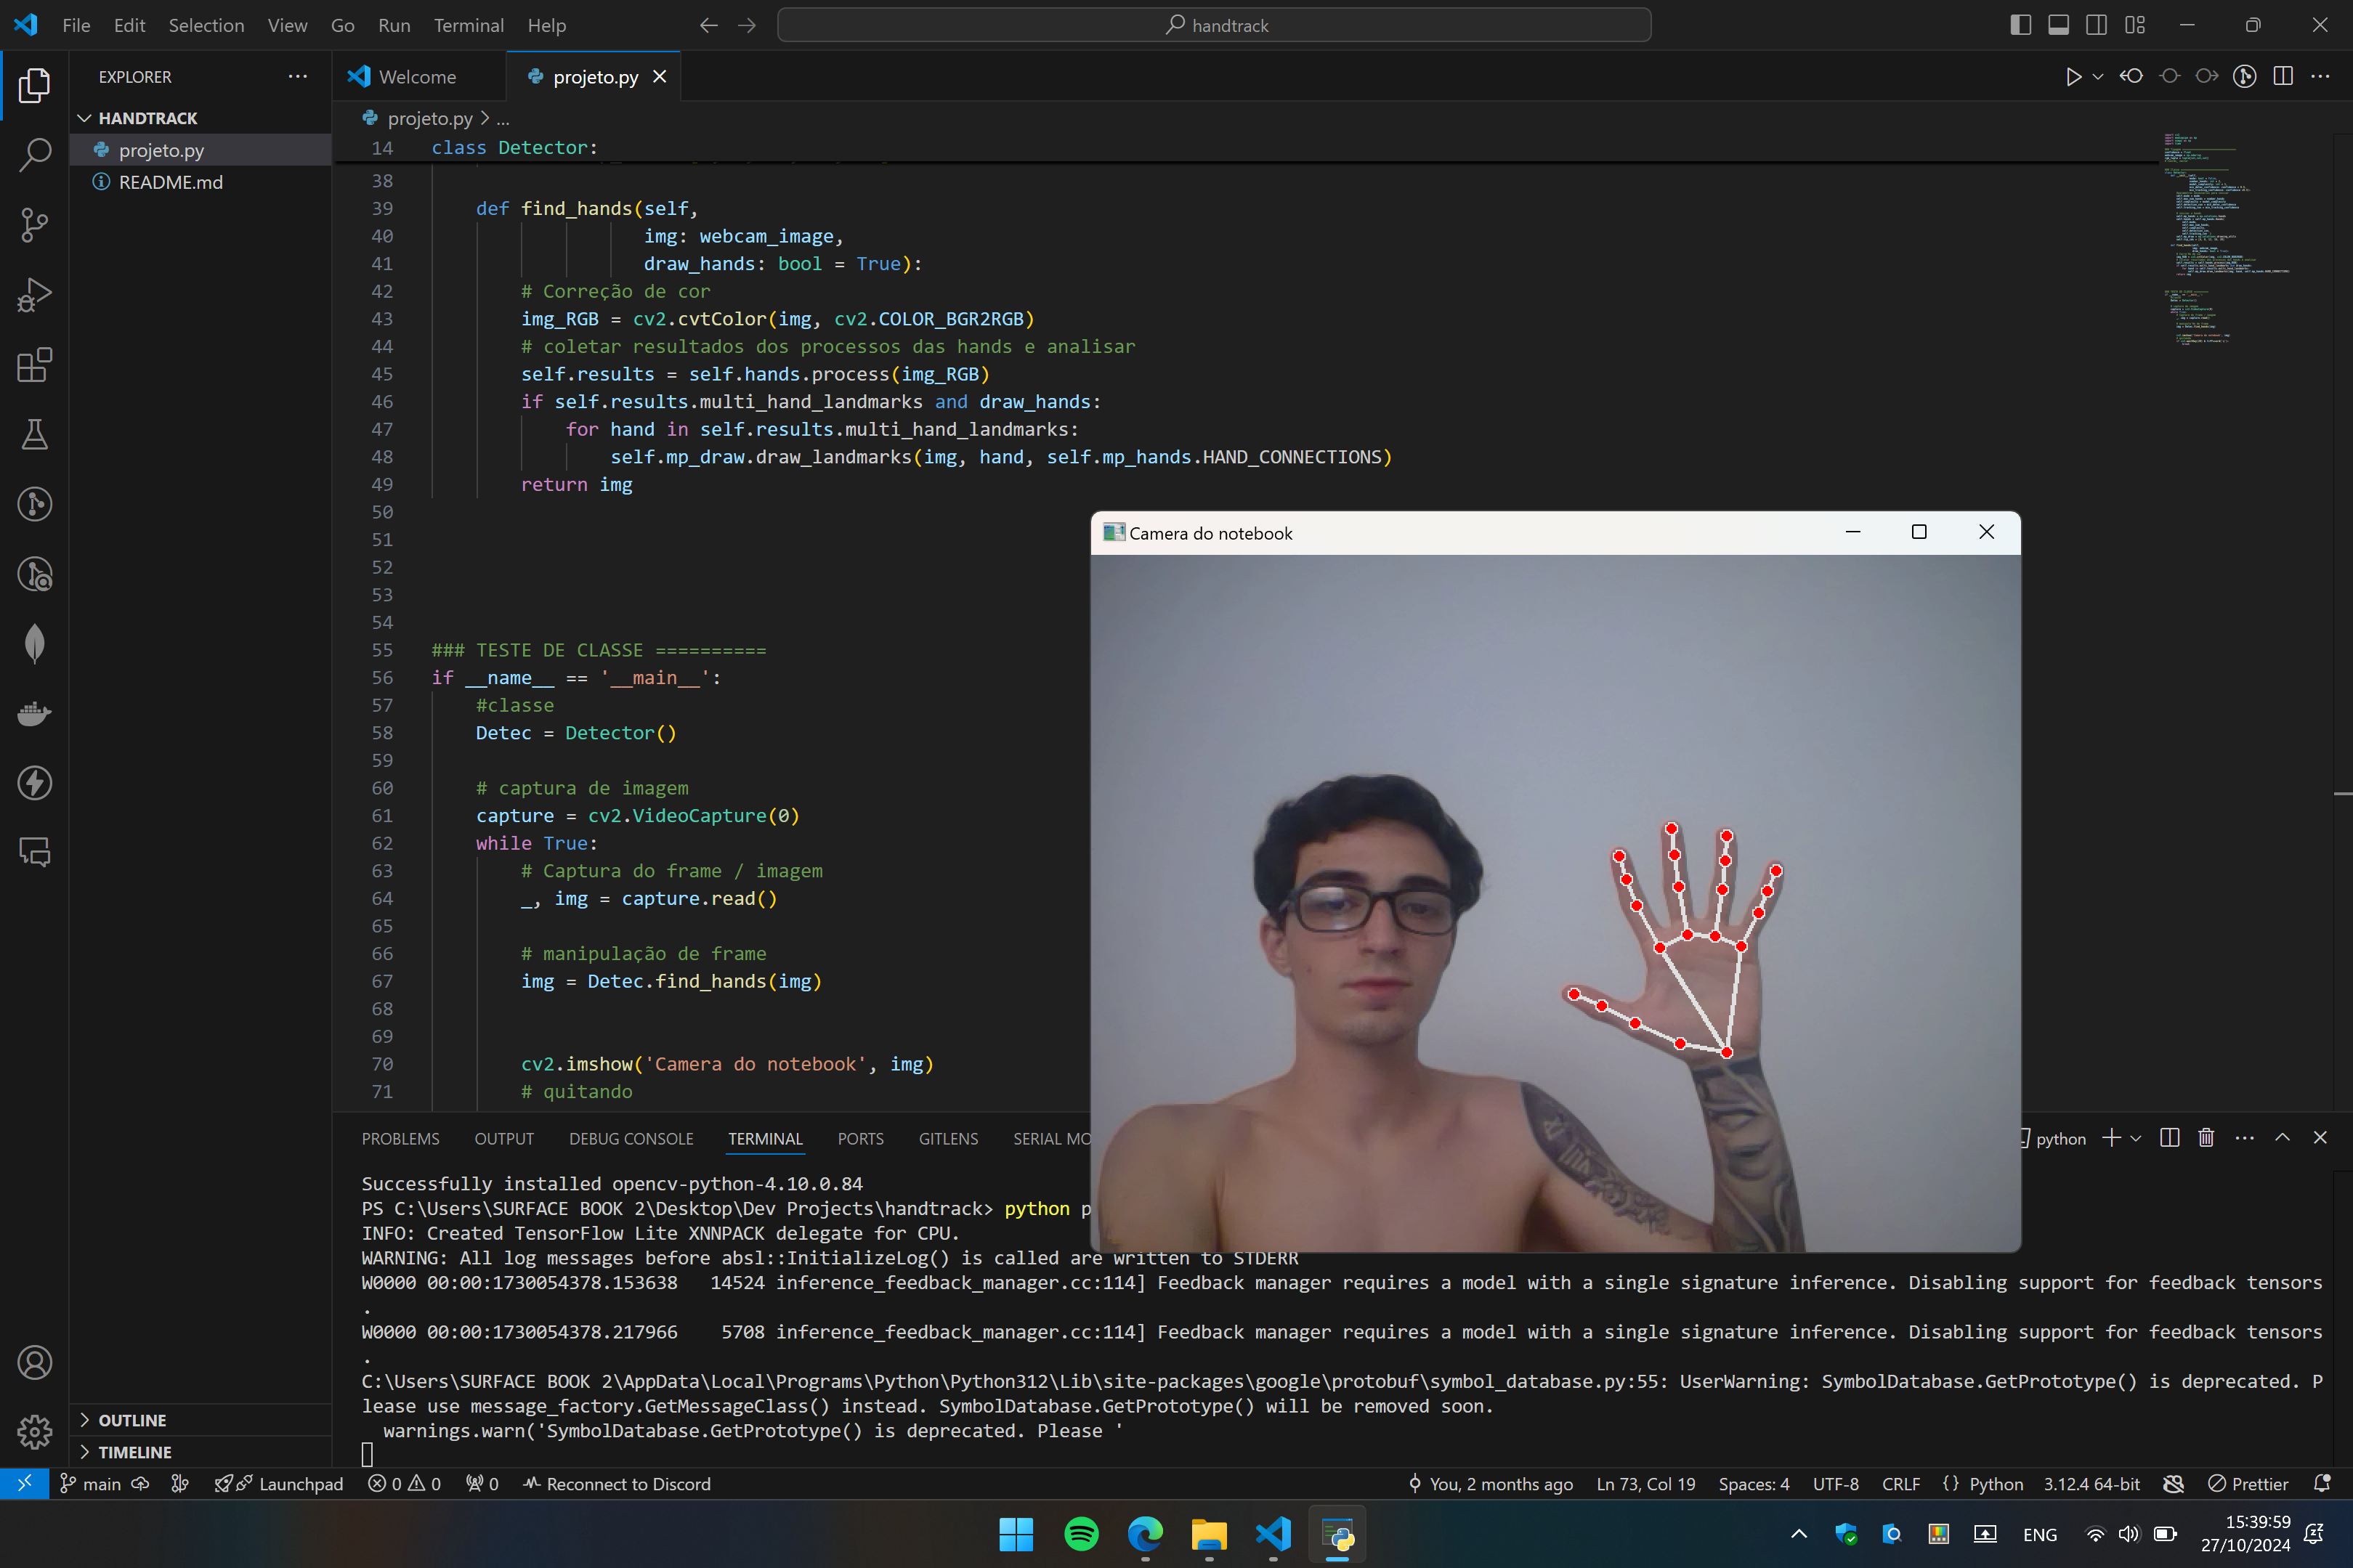 File Edit Selection View Go Run Terminal Help
handtrack
EXPLORER
HANDTRACK
projeto.py
README.md
OUTLINE
TIMELINE
Welcome
projeto.py
projeto.py > ...
14 class Detector:
38
39 def find_hands(self,
40 img: webcam_image,
41 draw_hands: bool = True):
42 # Correção de cor
43 img_RGB = cv2.cvtColor(img, cv2.COLOR_BGR2RGB)
44 # coletar resultados dos processos das hands e analisar
45 self.results = self.hands.process(img_RGB)
46 if self.results.multi_hand_landmarks and draw_hands:
47 for hand in self.results.multi_hand_landmarks:
48 self.mp_draw.draw_landmarks(img, hand, self.mp_hands.HAND_CONNECTIONS)
49 return img
50
51
52
53
54
55 ### TESTE DE CLASSE ==========
56 if __name__ == '__main__':
57 #classe
58 Detec = Detector()
59
60 # captura de imagem
61 capture = cv2.VideoCapture(0)
62 while True:
63 # Captura do frame / imagem
64 _, img = capture.read()
65
66 # manipulação de frame
67 img = Detec.find_hands(img)
68
69
70 cv2.imshow('Camera do notebook', img)
71 # quitando
Camera do notebook
PROBLEMS OUTPUT DEBUG CONSOLE TERMINAL PORTS GITLENS SERIAL MO
python
Successfully installed opencv-python-4.10.0.84
PS C:\Users\SURFACE BOOK 2\Desktop\Dev Projects\handtrack> python p
INFO: Created TensorFlow Lite XNNPACK delegate for CPU.
WARNING: All log messages before absl::InitializeLog() is called are written to STDERR
W0000 00:00:1730054378.153638 14524 inference_feedback_manager.cc:114] Feedback manager requires a model with a single signature inference. Disabling support for feedback tensors
.
W0000 00:00:1730054378.217966 5708 inference_feedback_manager.cc:114] Feedback manager requires a model with a single signature inference. Disabling support for feedback tensors
.
C:\Users\SURFACE BOOK 2\AppData\Local\Programs\Python\Python312\Lib\site-packages\google\protobuf\symbol_database.py:55: UserWarning: SymbolDatabase.GetPrototype() is deprecated. P
lease use message_factory.GetMessageClass() instead. SymbolDatabase.GetPrototype() will be removed soon.
warnings.warn('SymbolDatabase.GetPrototype() is deprecated. Please '
main Launchpad 0 0 0 Reconnect to Discord You, 2 months ago Ln 73, Col 19 Spaces: 4 UTF-8 CRLF {} Python 3.12.4 64-bit Prettier
ENG
15:39:59
27/10/2024